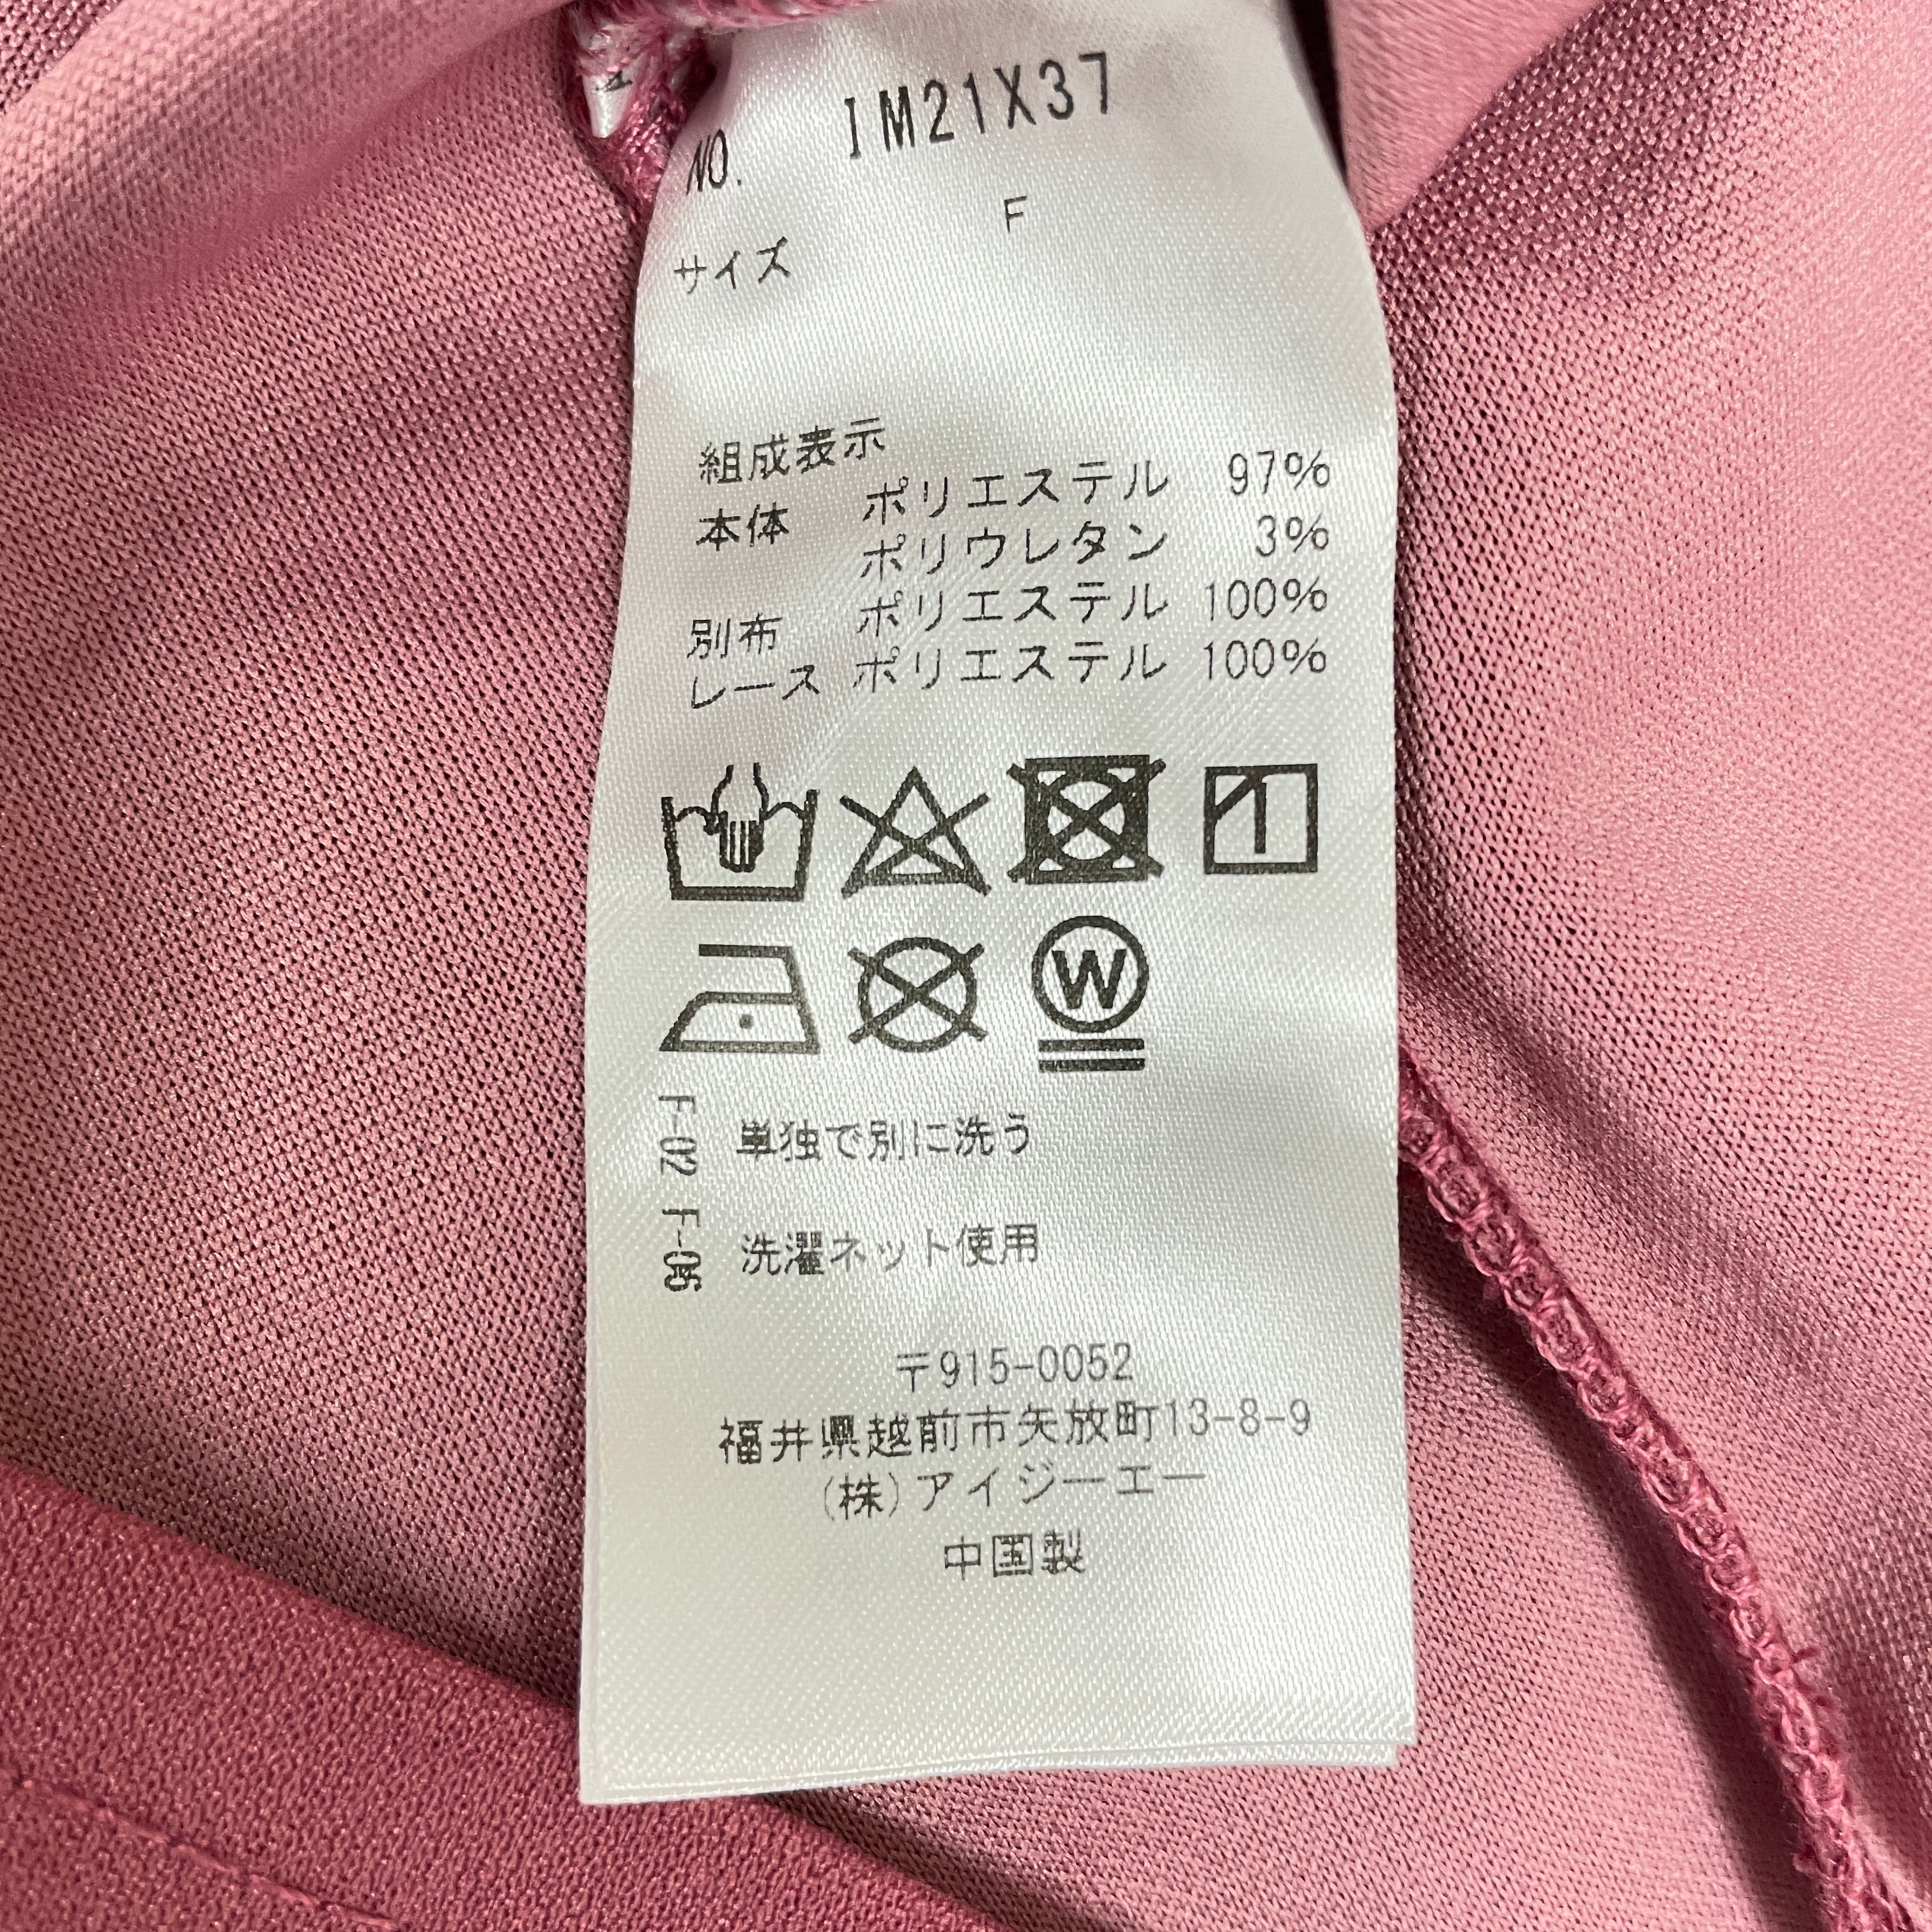 NO. IM21X37
サイズ F
組成表示
本体 ポリエステル 97%
ポリウレタン 3%
別布 ポリエステル 100%
レース ポリエステル 100%
W
F-02 単独で別に洗う
F-06 洗濯ネット使用
〒915-0052
福井県越前市矢放町13-8-9
(株)アイジーエー
中国製